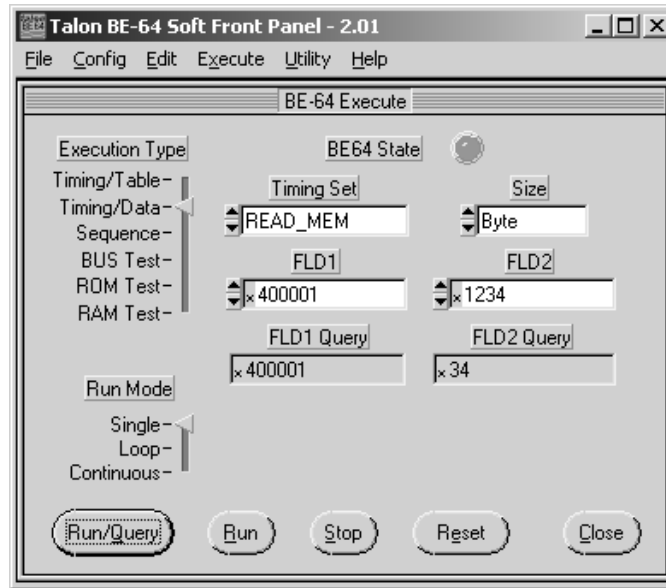 Talon BE-64 Soft Front Panel - 2.01
File Config Edit Execute Utility Help
BE-64 Execute
Execution Type
Timing/Table
Timing/Data
Sequence
BUS Test
ROM Test
RAM Test
BE64 State
Timing Set
READ_MEM
Size
Byte
FLD1
x 400001
FLD2
x 1234
FLD1 Query
x 400001
FLD2 Query
x 34
Run Mode
Single
Loop
Continuous
Run/Query Run Stop Reset Close